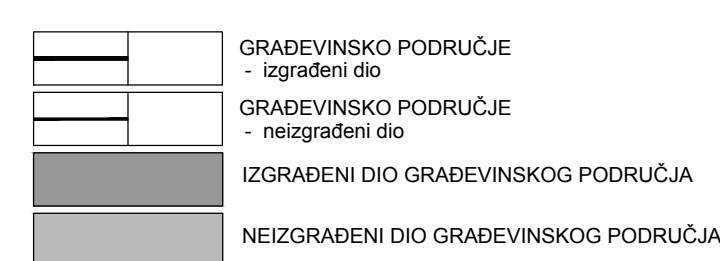 GRAĐEVINSKO PODRUČJE
- izgrađeni dio
GRAĐEVINSKO PODRUČJE
- neizgrađeni dio
IZGRAĐENI DIO GRAĐEVINSKOG PODRUČJA
NEIZGRAĐENI DIO GRAĐEVINSKOG PODRUČJA